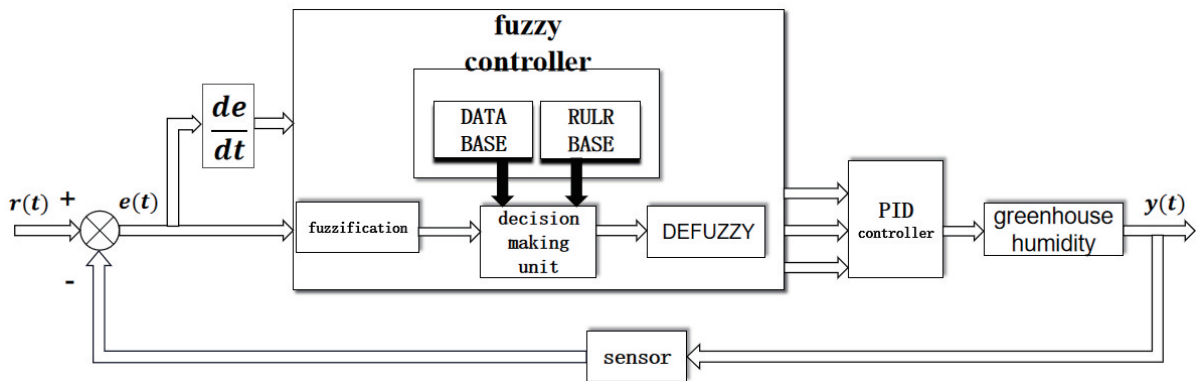 fuzzy
controller
DATA
BASE
RULR
BASE
de
dt
r(t) +
e(t)
-
fuzzification
decision
making
unit
DEFUZZY
PID
controller
greenhouse
humidity
y(t)
sensor